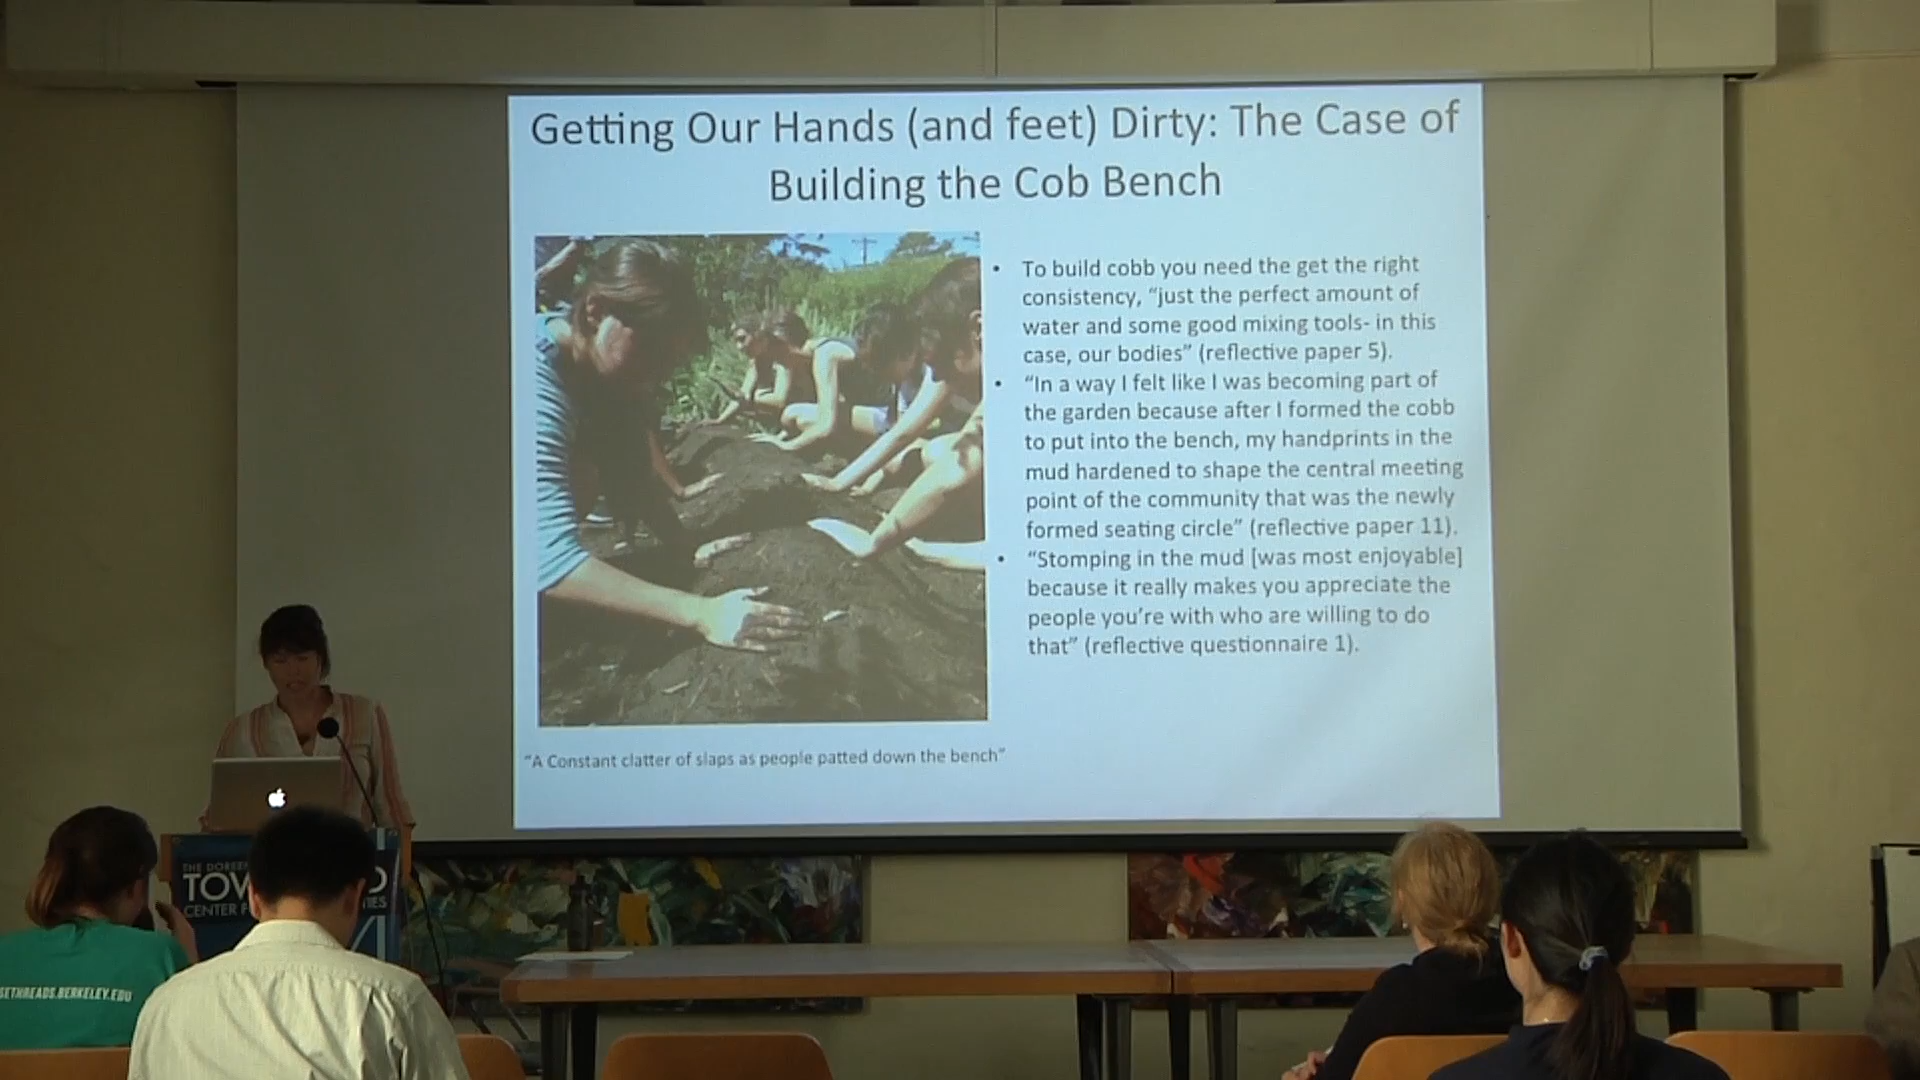 Getting Our Hands (and feet) Dirty: The Case of
Building the Cob Bench
• To build cobb you need the get the right
consistency, “just the perfect amount of
water and some good mixing tools- in this
case, our bodies” (reflective paper 5).
• “In a way I felt like I was becoming part of
the garden because after I formed the cobb
to put into the bench, my handprints in the
mud hardened to shape the central meeting
point of the community that was the newly
formed seating circle” (reflective paper 11).
• “Stomping in the mud [was most enjoyable]
because it really makes you appreciate the
people you’re with who are willing to do
that” (reflective questionnaire 1).
“A Constant clatter of slaps as people patted down the bench”
THE
TOW
CENTER
SETHREADS.BERKELEY.EDU